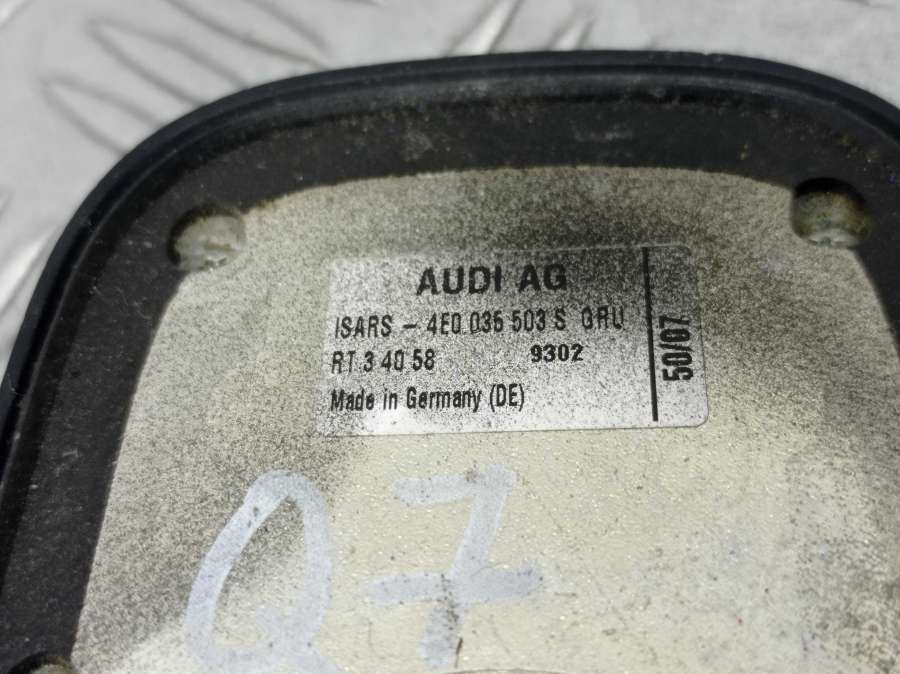 AUDI AG
ISARS - 4E0 035 503 S GRU
RT 3 40 58 9302
Made in Germany (DE)
50/07
Q7